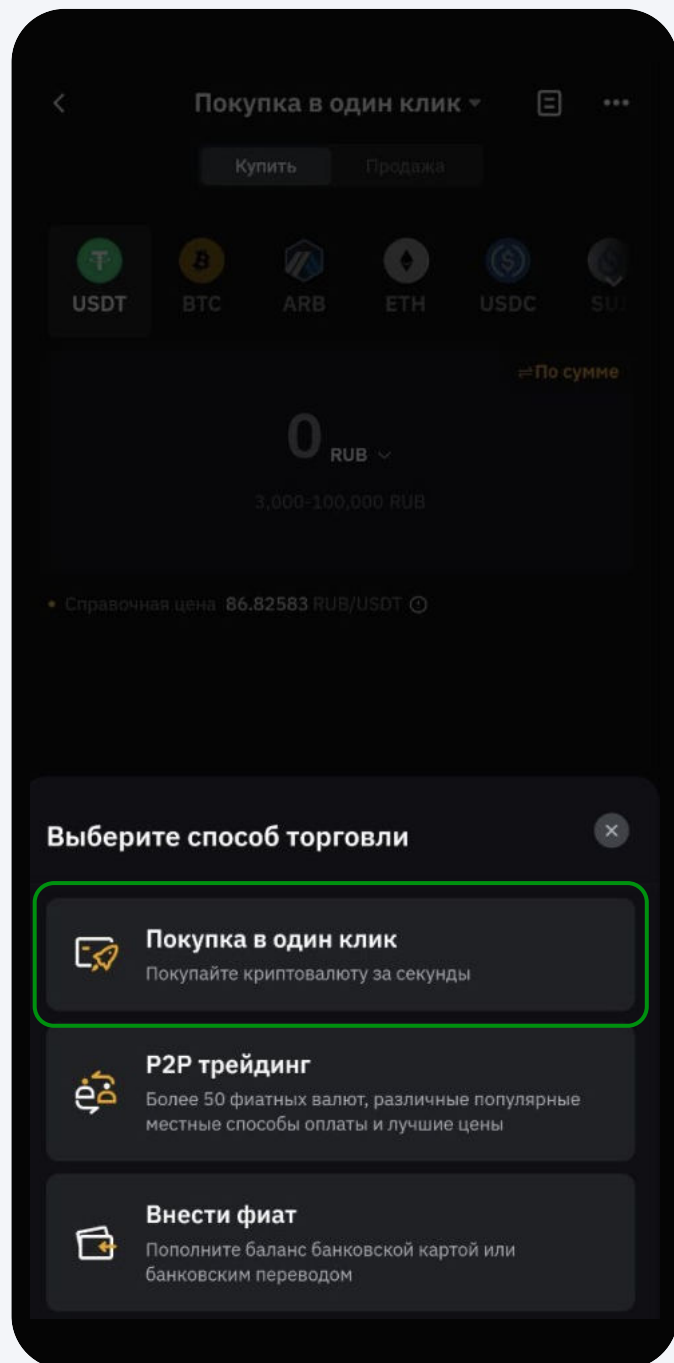 Покупка в один клик
Купить Продажа
USDT BTC ARB ETH USDC
⇌По сумме
0 RUB
3,000-100,000 RUB
• Справочная цена 86.82583 RUB/USDT
Выберите способ торговли
Покупка в один клик
Покупайте криптовалюту за секунды
P2P трейдинг
Более 50 фиатных валют, различные популярные
местные способы оплаты и лучшие цены
Внести фиат
Пополните баланс банковской картой или
банковским переводом